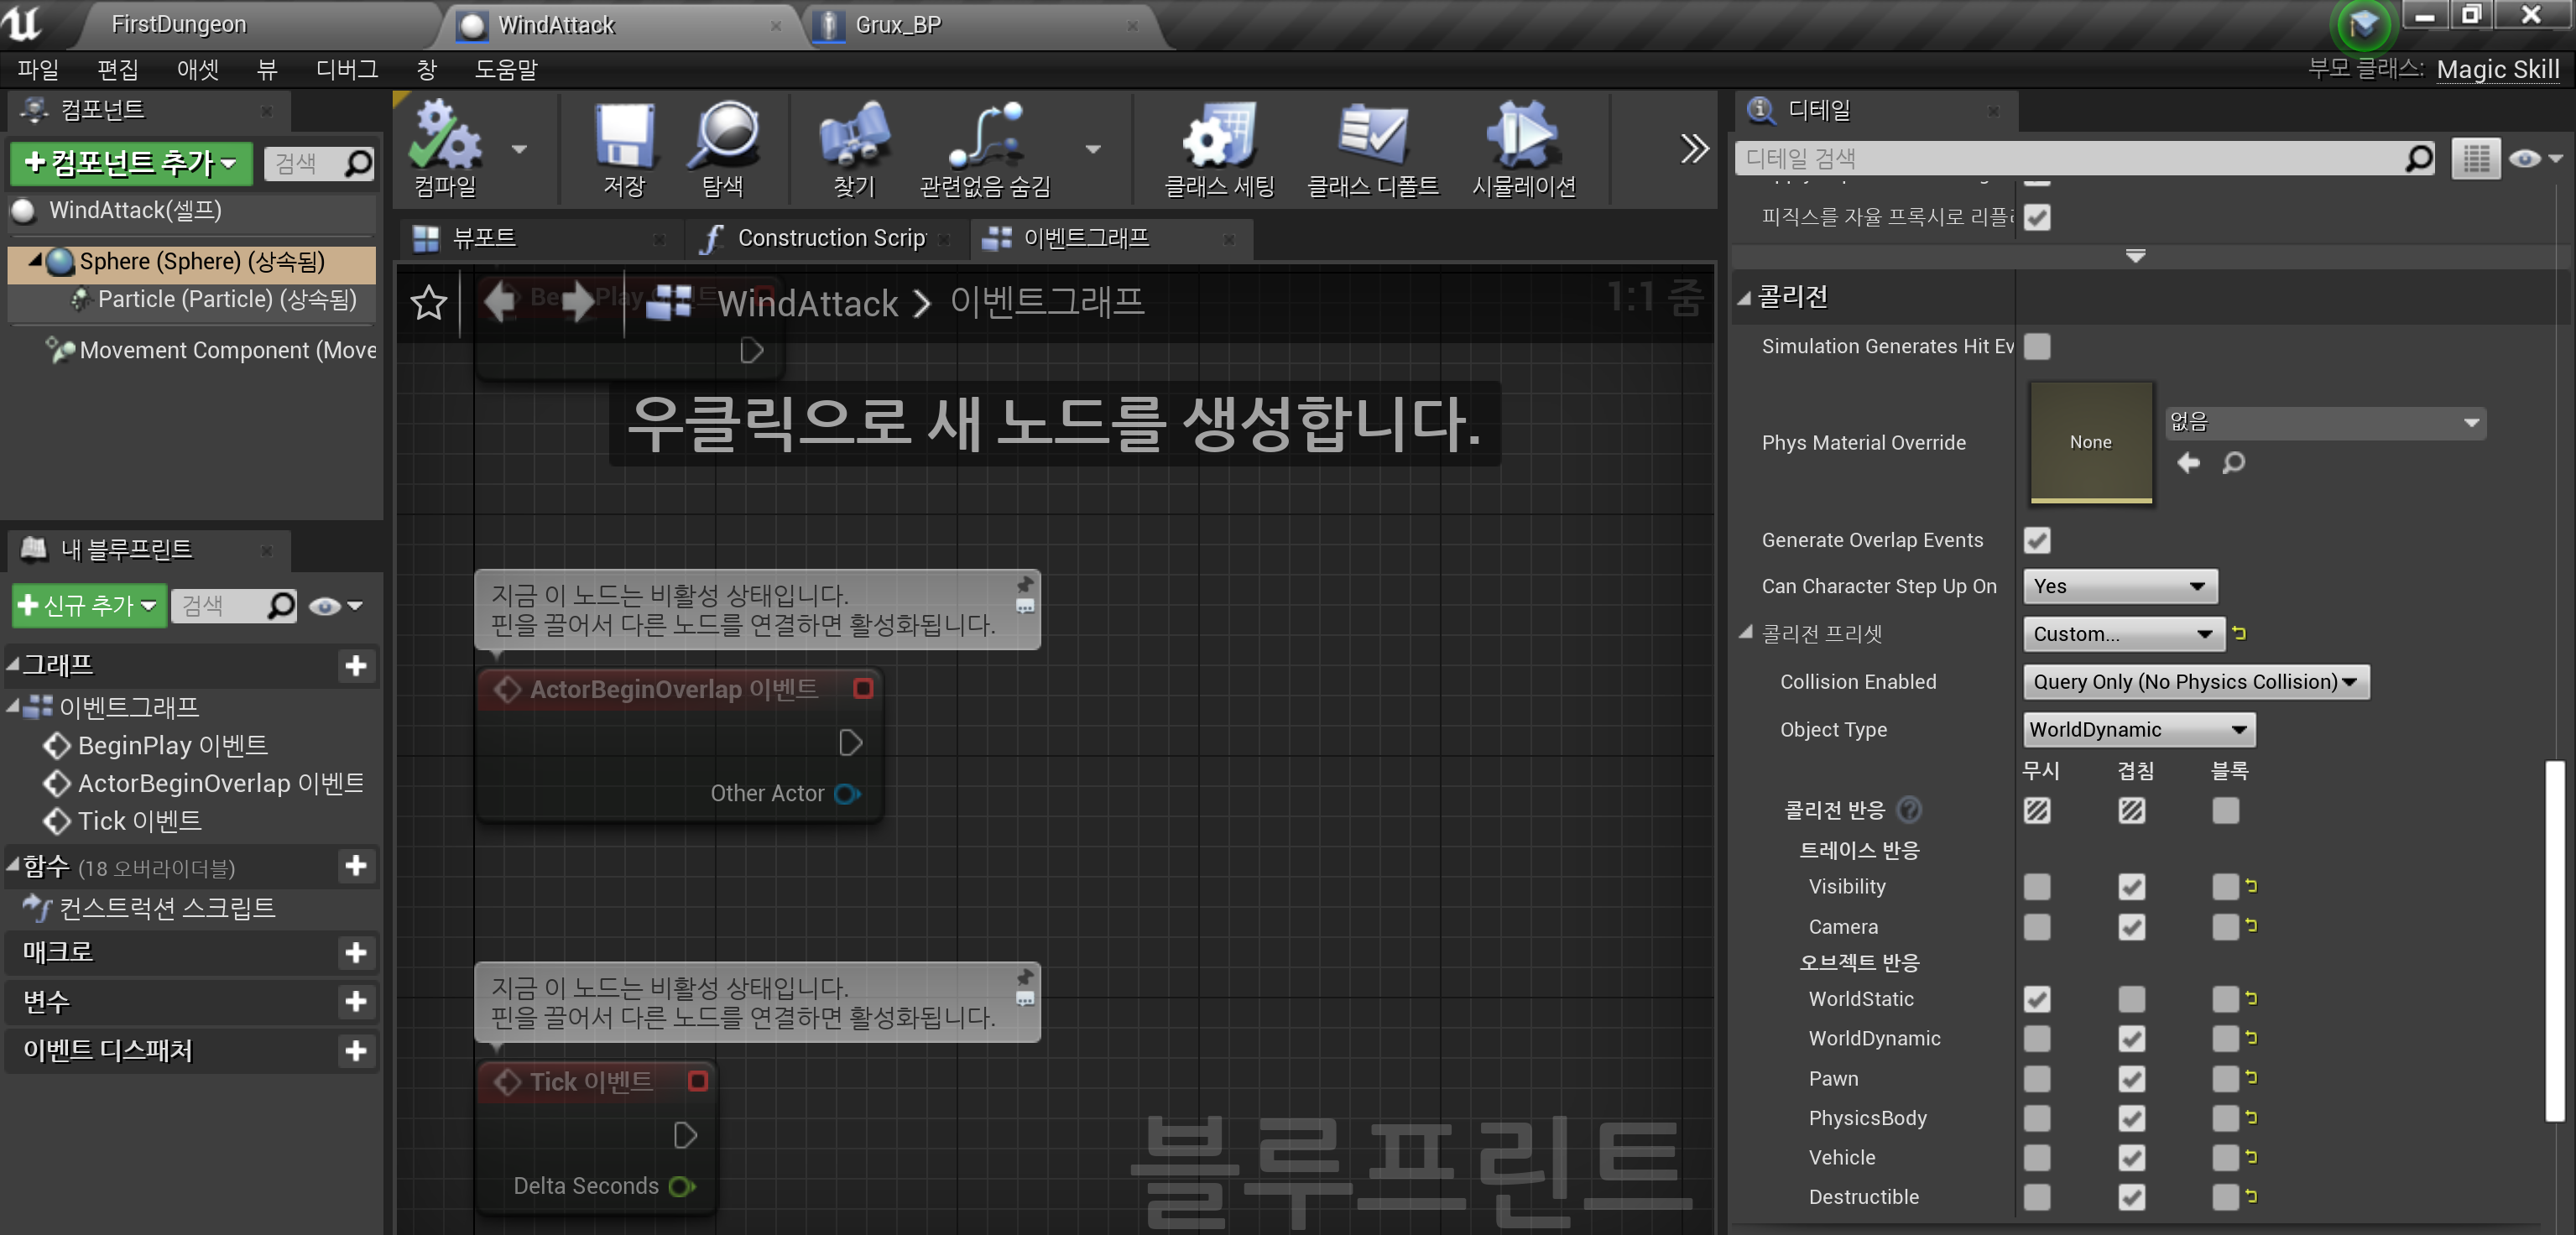 FirstDungeon
WindAttack
Grux_BP
파일 편집 애셋 뷰 디버그 창 도움말
부모 클래스: Magic Skill
컴포넌트
컴포넌트 추가
검색
WindAttack(셀프)
Sphere (Sphere) (상속됨)
Particle (Particle) (상속됨)
Movement Component (Move
내 블루프린트
신규 추가
검색
그래프
이벤트그래프
BeginPlay 이벤트
ActorBeginOverlap 이벤트
Tick 이벤트
함수 (18 오버라이더블)
컨스트럭션 스크립트
매크로
변수
이벤트 디스패처
컴파일
저장
탐색
찾기
관련없음 숨김
클래스 세팅
클래스 디폴트
시뮬레이션
뷰포트
Construction Scrip
이벤트그래프
BeginPlay 이벤트
WindAttack
이벤트그래프
1:1 줌
우클릭으로 새 노드를 생성합니다.
지금 이 노드는 비활성 상태입니다.
핀을 끌어서 다른 노드를 연결하면 활성화됩니다.
ActorBeginOverlap 이벤트
Other Actor
지금 이 노드는 비활성 상태입니다.
핀을 끌어서 다른 노드를 연결하면 활성화됩니다.
Tick 이벤트
Delta Seconds
블루프린트
디테일
디테일 검색
피직스를 자율 프록시로 리플
콜리전
Simulation Generates Hit Ev
Phys Material Override
None
없음
Generate Overlap Events
Can Character Step Up On
Yes
콜리전 프리셋
Custom...
Collision Enabled
Query Only (No Physics Collision)
Object Type
WorldDynamic
무시 겹침 블록
콜리전 반응
트레이스 반응
Visibility
Camera
오브젝트 반응
WorldStatic
WorldDynamic
Pawn
PhysicsBody
Vehicle
Destructible